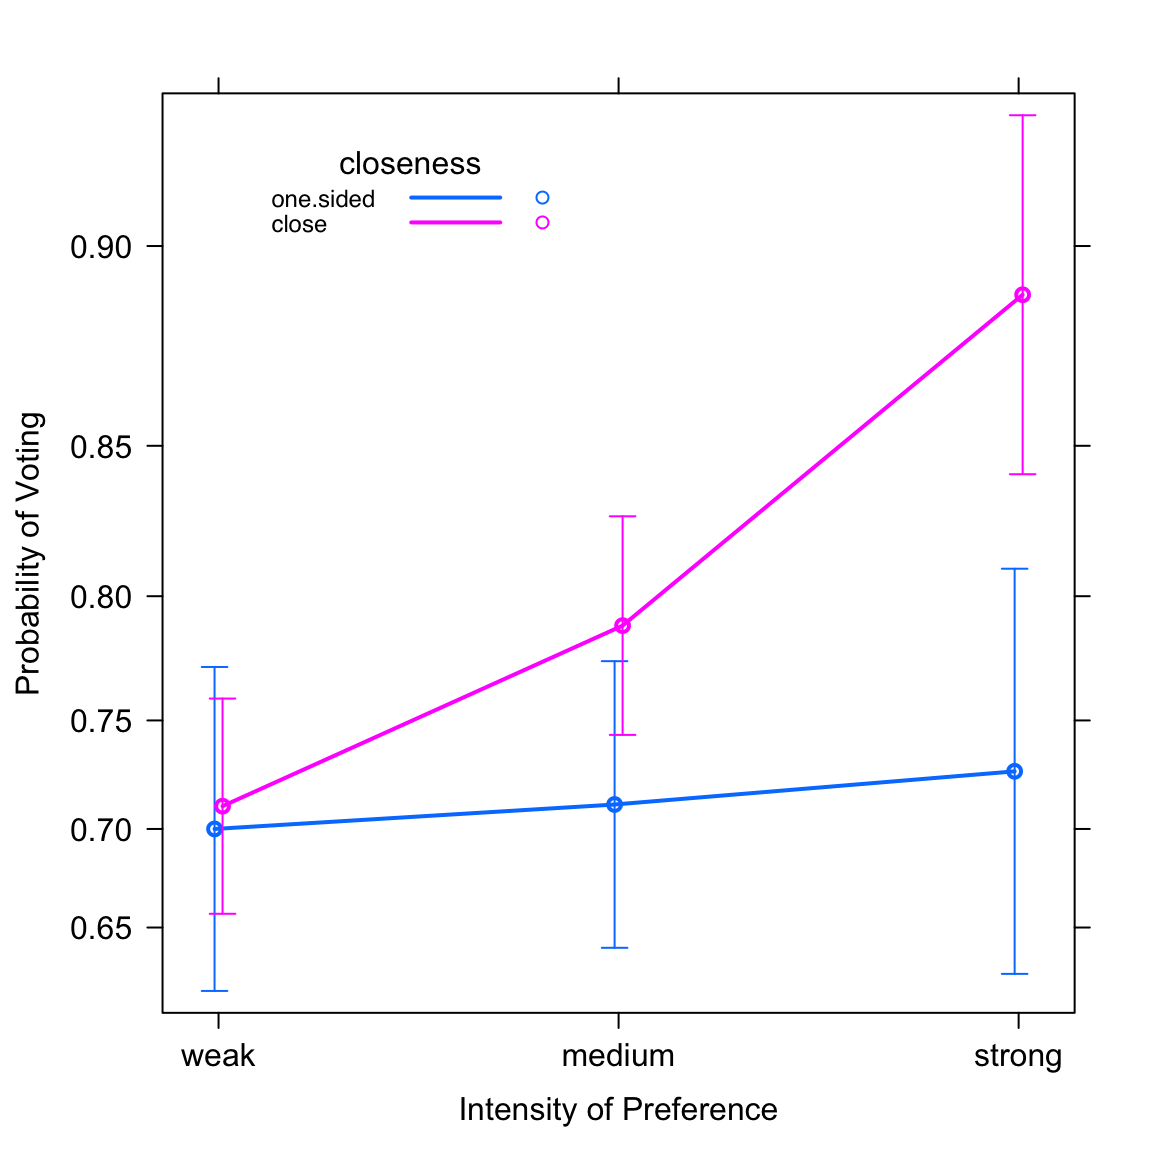 closeness
one.sided
close
0.90
0.85
0.80
0.75
0.70
0.65
Probability of Voting
weak medium strong
Intensity of Preference